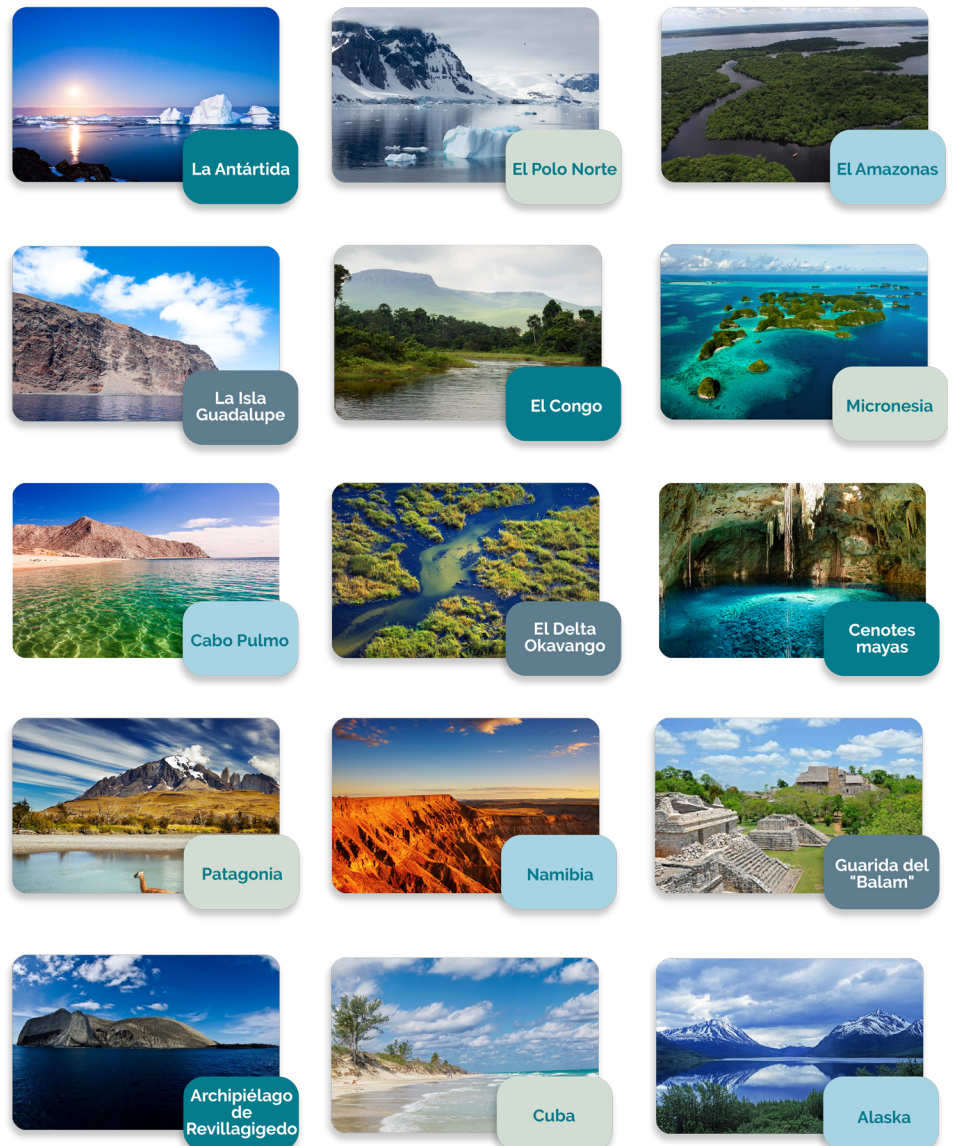 La Antártida
El Polo Norte
El Amazonas
La Isla
Guadalupe
El Congo
Micronesia
Cabo Pulmo
El Delta
Okavango
Cenotes
mayas
Patagonia
Namibia
Guarida del
"Balam"
Archipiélago
de
Revillagigedo
Cuba
Alaska